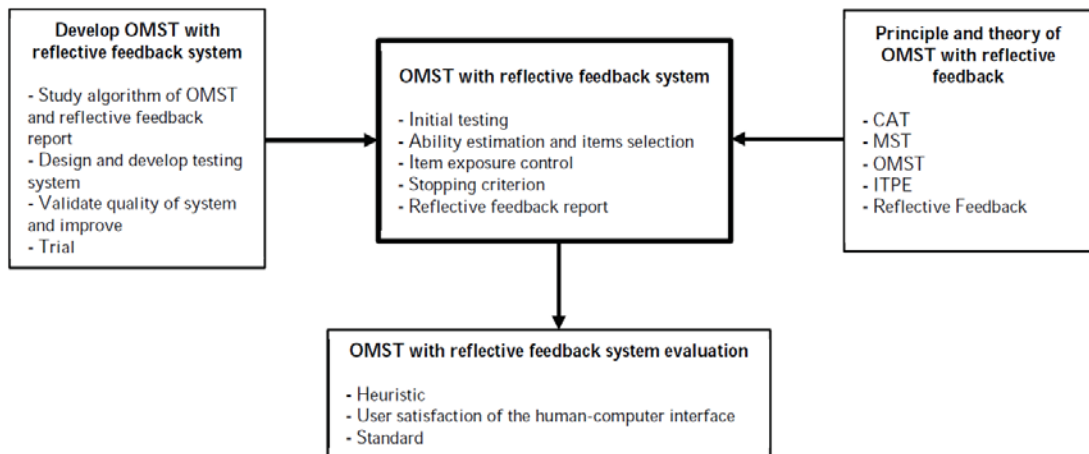 Develop OMST with
reflective feedback system
- Study algorithm of OMST
and reflective feedback
report
- Design and develop testing
system
- Validate quality of system
and improve
- Trial
OMST with reflective feedback system
- Initial testing
- Ability estimation and items selection
- Item exposure control
- Stopping criterion
- Reflective feedback report
Principle and theory of
OMST with reflective
feedback
- CAT
- MST
- OMST
- ITPE
- Reflective Feedback
OMST with reflective feedback system evaluation
- Heuristic
- User satisfaction of the human-computer interface
- Standard